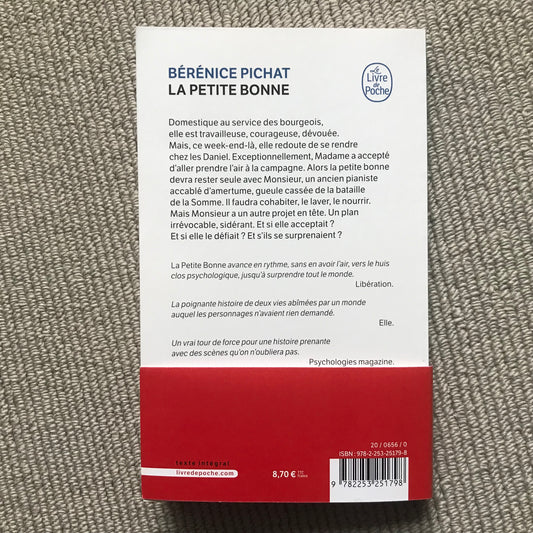 BÉRÉNICE PICHAT
LA PETITE BONNE
Le
Livre
de
Poche
Domestique au service des bourgeois,
elle est travailleuse, courageuse, dévouée.
Mais, ce week-end-là, elle redoute de se rendre
chez les Daniel. Exceptionnellement, Madame a accepté
d'aller prendre l'air à la campagne. Alors la petite bonne
devra rester seule avec Monsieur, un ancien pianiste
accablé d'amertume, gueule cassée de la bataille
de la Somme. Il faudra cohabiter, le laver, le nourrir.
Mais Monsieur a un autre projet en tête. Un plan
irrévocable, sidérant. Et si elle acceptait ?
Et si elle le défiait ? Et s'ils se surprenaient ?
La Petite Bonne avance en rythme, sans en avoir l'air, vers le huis
clos psychologique, jusqu'à surprendre tout le monde.
Libération.
La poignante histoire de deux vies abîmées par un monde
auquel les personnages n'avaient rien demandé.
Elle.
Un vrai tour de force pour une histoire prenante
avec des scènes qu'on n'oubliera pas.
Psychologies magazine.
20 / 0656 / 0
ISBN : 978-2-253-25179-8
texte intégral
livredepoche.com
8,70 €
9 782253 251798